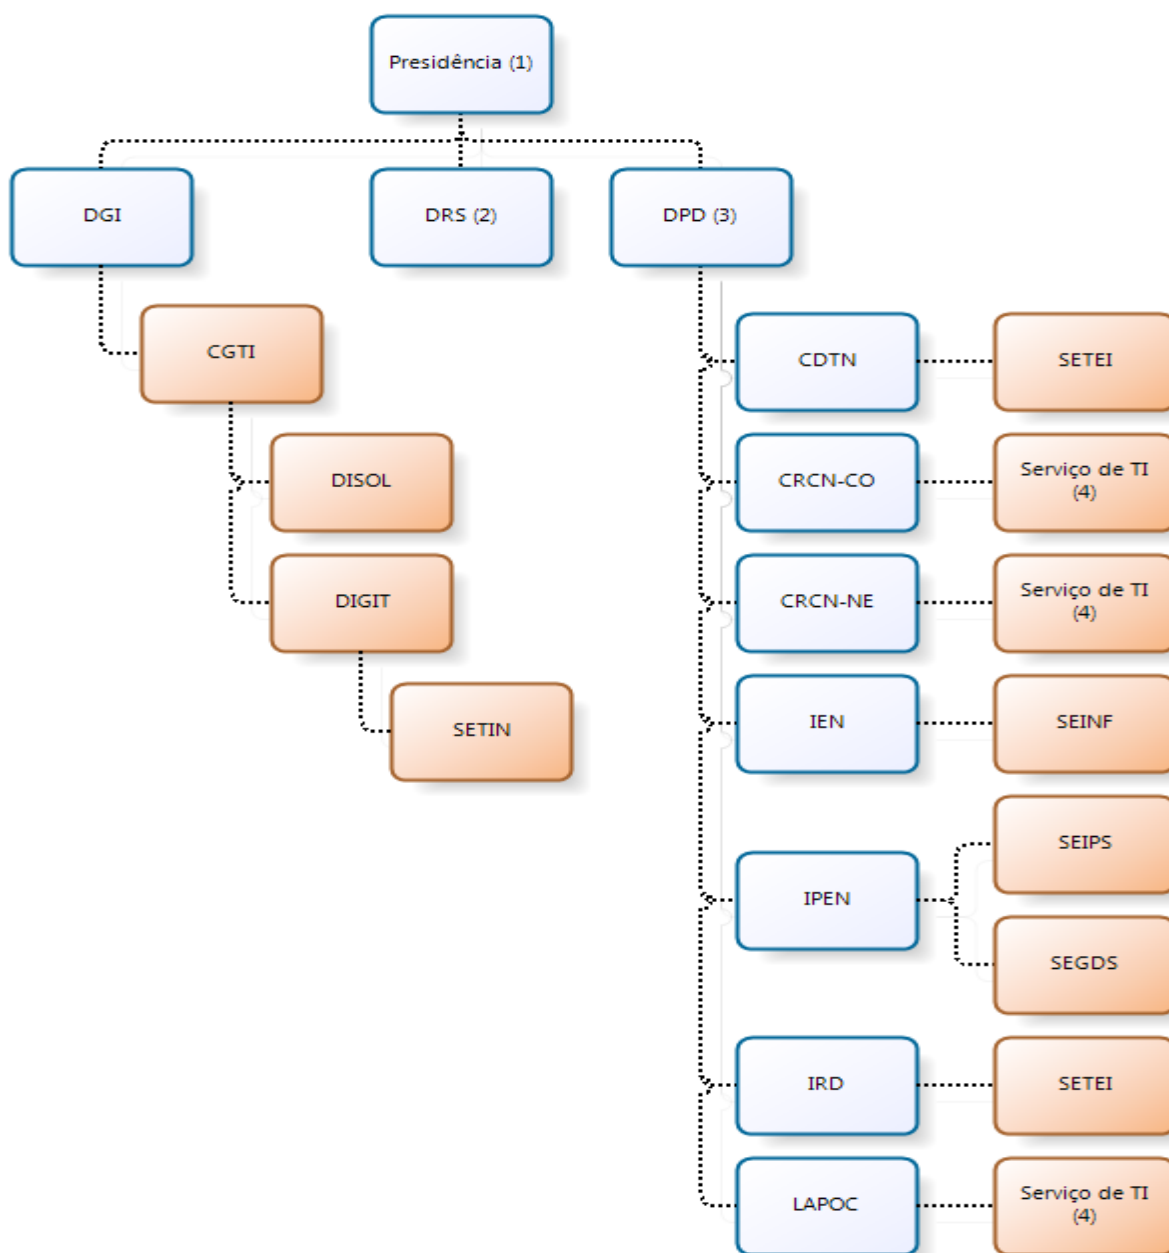 Presidência (1)
DGI
DRS (2)
DPD (3)
CGTI
DISOL
DIGIT
SETIN
CDTN
SETEI
CRCN-CO
Serviço de TI
(4)
CRCN-NE
Serviço de TI
(4)
IEN
SEINF
IPEN
SEIPS
SEGDS
IRD
SETEI
LAPOC
Serviço de TI
(4)